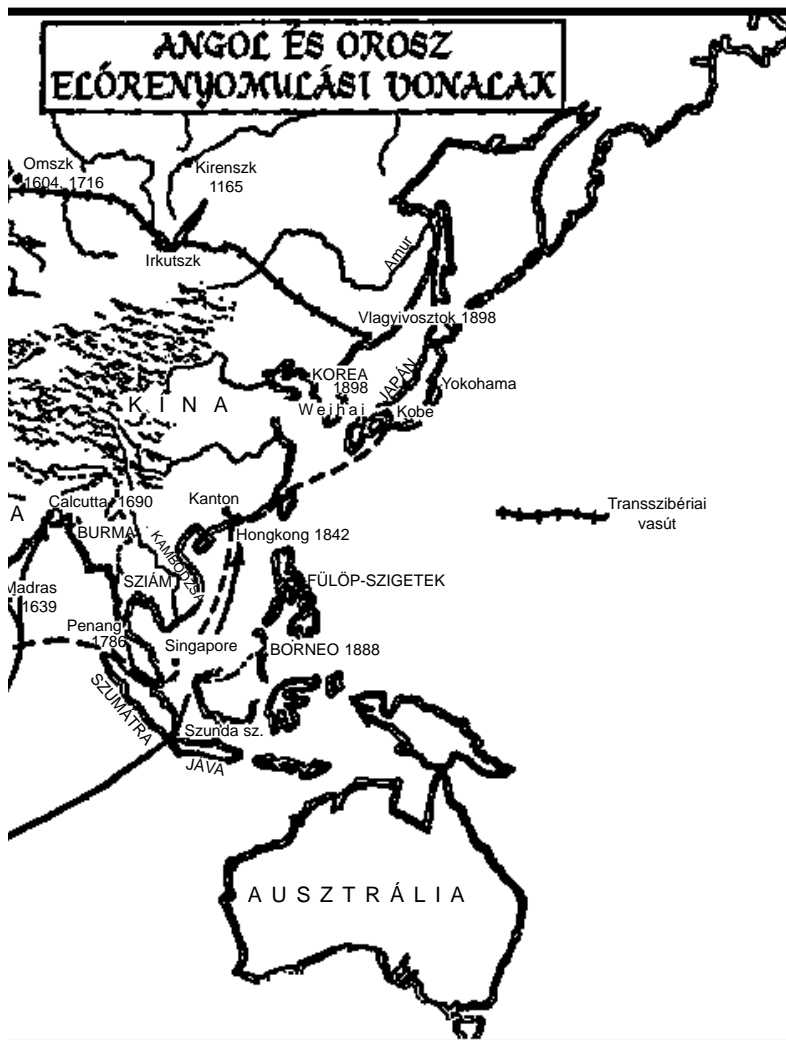 ANGOL ÉS OROSZ
ELŐRENYOMULÁSI VONALAK
Omszk
1604, 1716
Kirenszk
1165
Irkutszk
Amur
Vlagyivosztok 1898
KOREA
1898
Weihai
JAPÁN
Yokohama
Kobe
KÍNA
Kanton
Calcutta 1690
A
BURMA
Hongkong 1842
Transszibériai
vasút
KAMBODZSA
SZIÁM
FÜLÖP-SZIGETEK
Madras
1639
Penang
1786
Singapore
BORNEO 1888
SZUMÁTRA
Szunda sz.
JÁVA
AUSZTRÁLIA